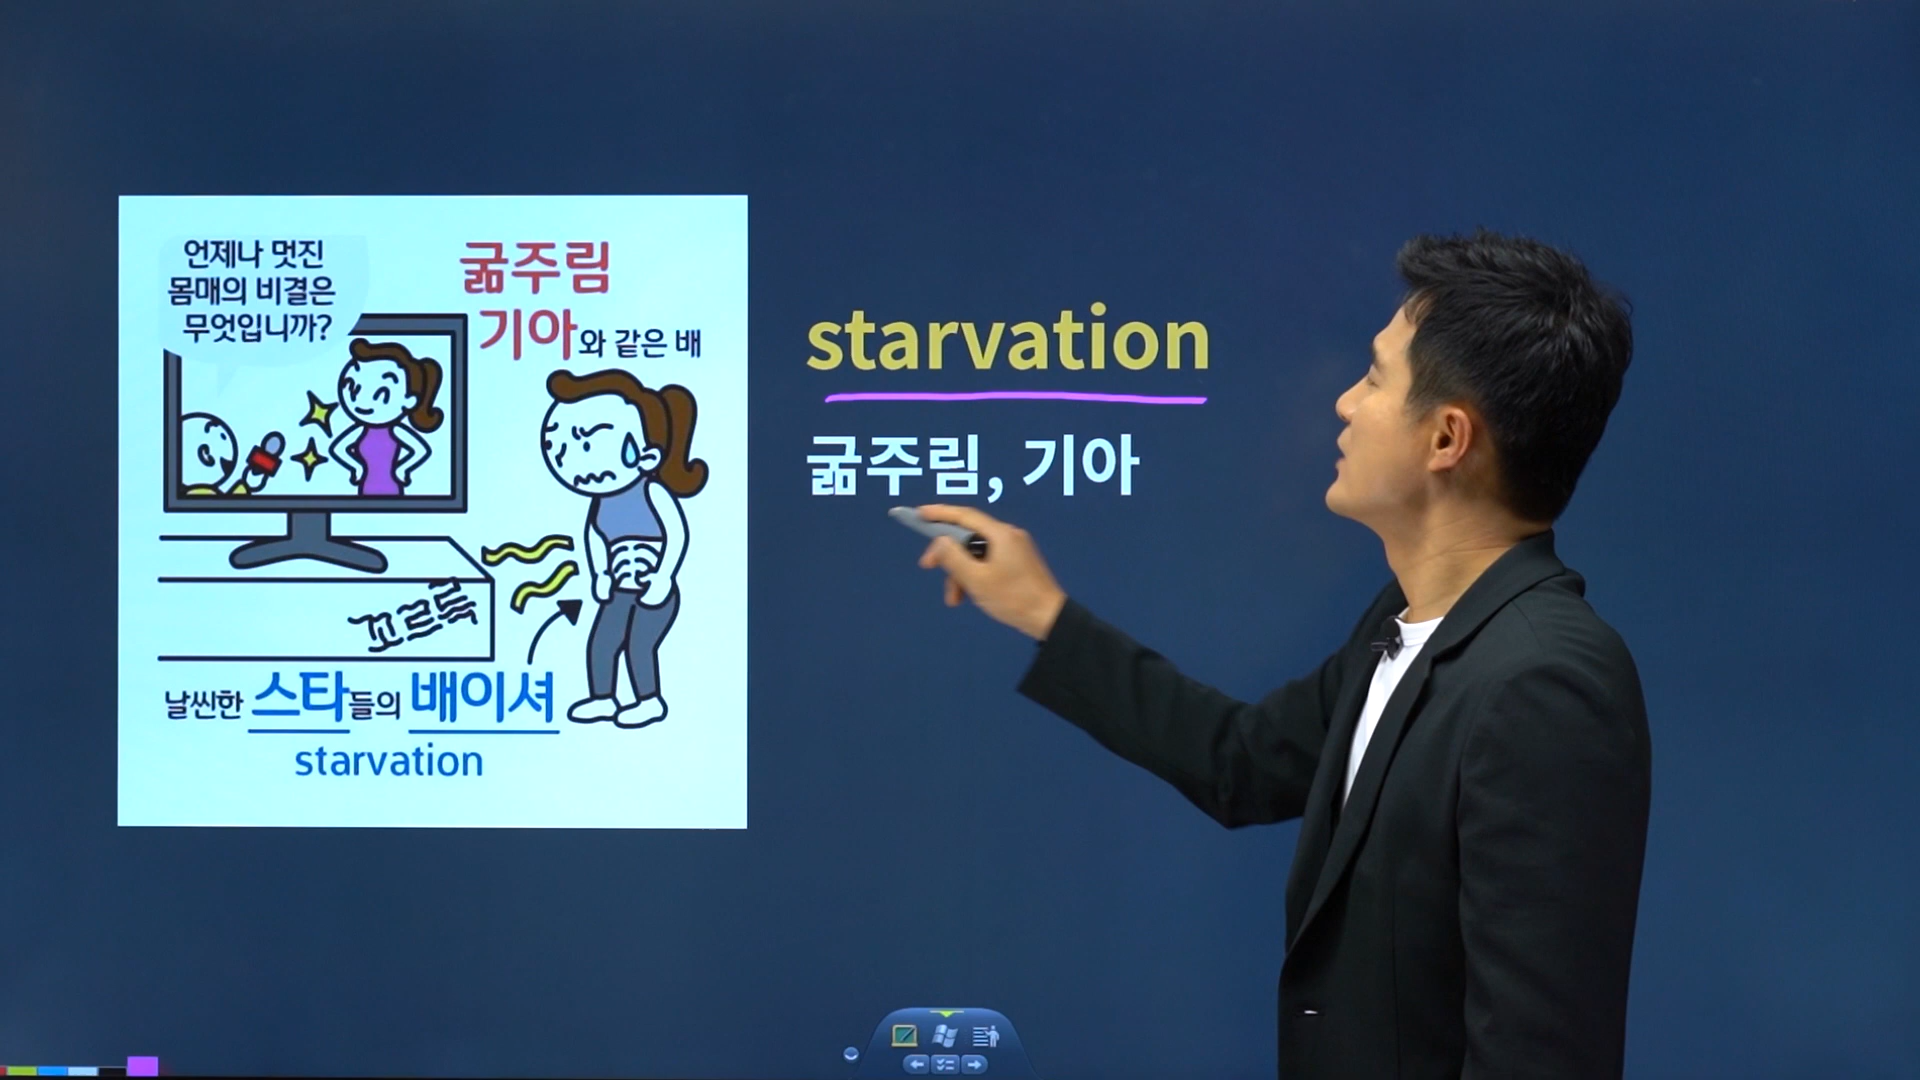 언제나 멋진
몸매의 비결은
무엇입니까?
굶주림
기아와 같은 배
꼬르륵
날씬한 스타들의 배이셔
starvation
starvation
굶주림, 기아